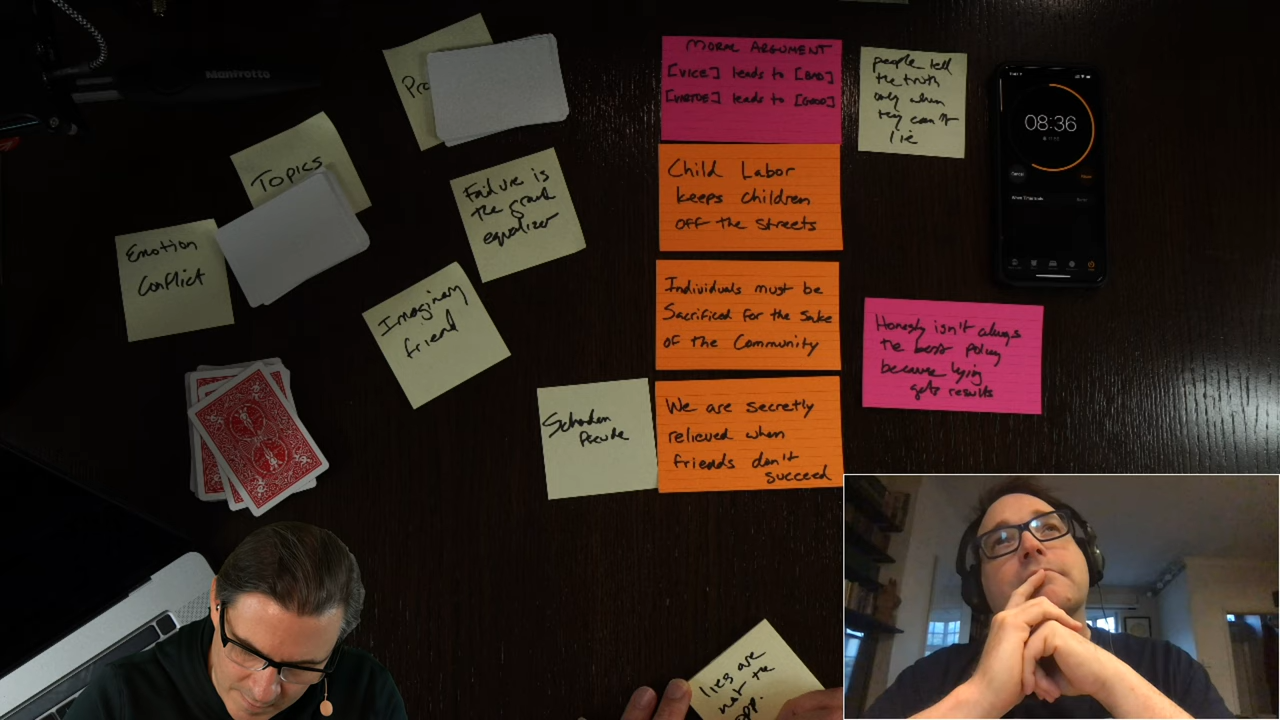 Manfrotto
Pro
Topics
Emotion
Conflict
Failure is
the great
equalizer
Imaginary
friend
MORAL ARGUMENT
[VICE] leads to [BAD]
[VIRTUE] leads to [GOOD]
Child Labor
keeps children
off the streets
Individuals must be
Sacrificed for the Sake
of the Community
Schaden
Freude
We are secretly
relieved when
friends don't
succeed
people tell
the truth
only when
they can't
lie
08:36
Honesty isn't always
the best policy
because lying
gets results
lies are
not the
opp.